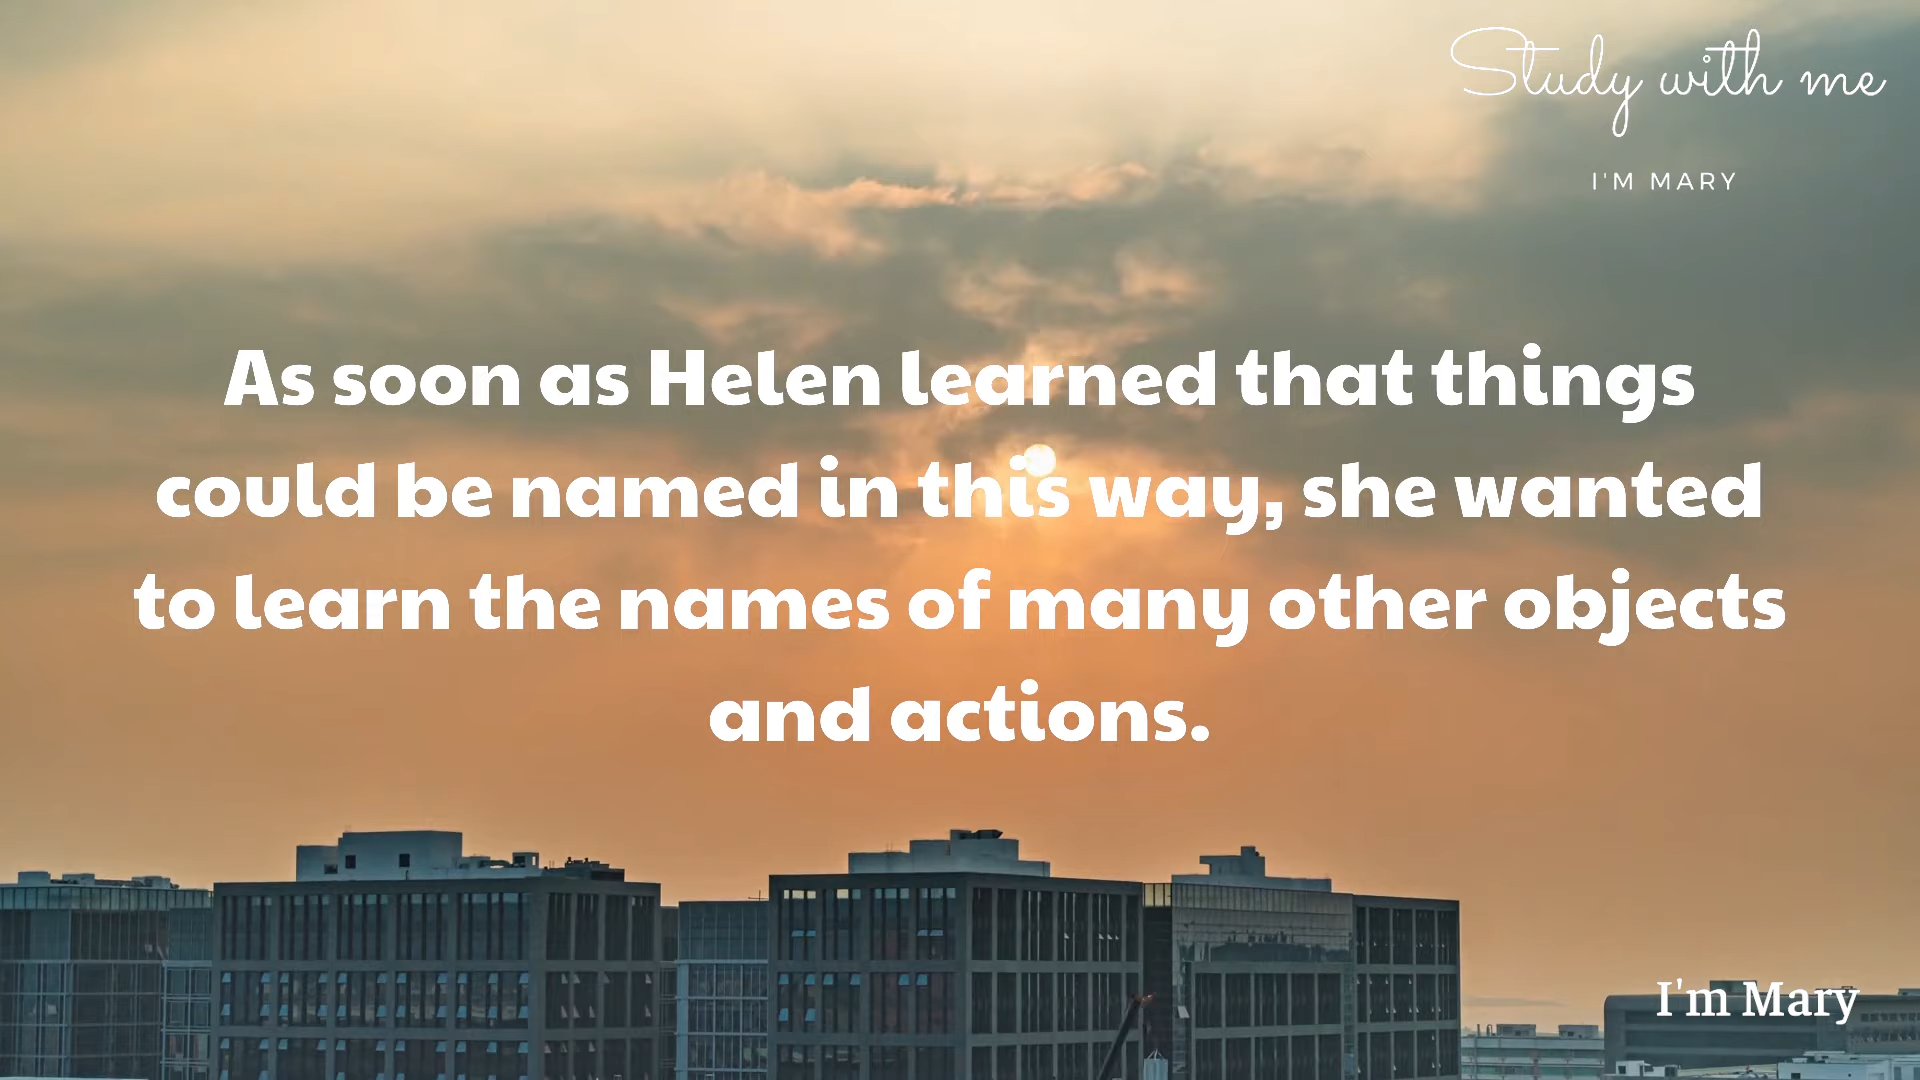 Study with me
I'M MARY
As soon as Helen learned that things
could be named in this way, she wanted
to learn the names of many other objects
and actions.
I'm Mary